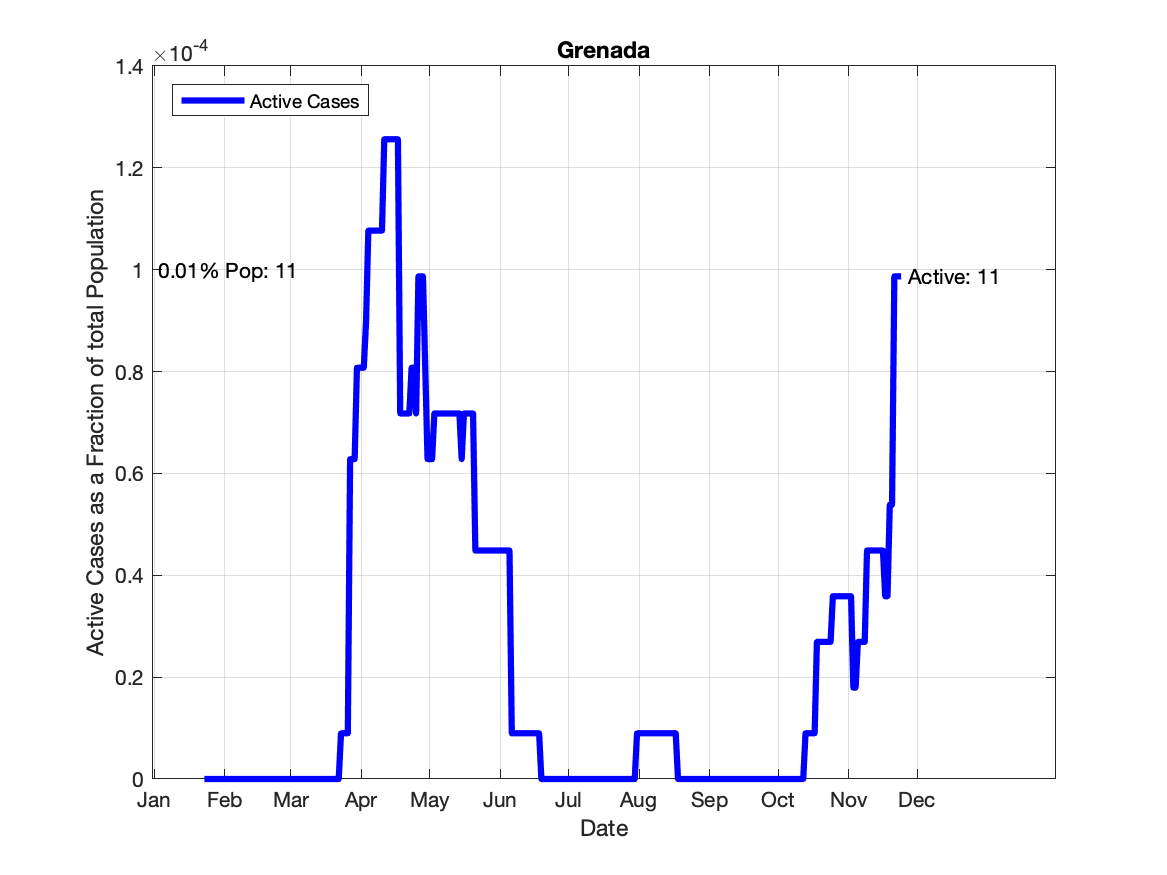 Grenada
×10-4
1.4
1.2
1
0.8
0.6
0.4
0.2
0
Active Cases
0.01% Pop: 11
Active: 11
Active Cases as a Fraction of total Population
Jan Feb Mar Apr May Jun Jul Aug Sep Oct Nov Dec
Date